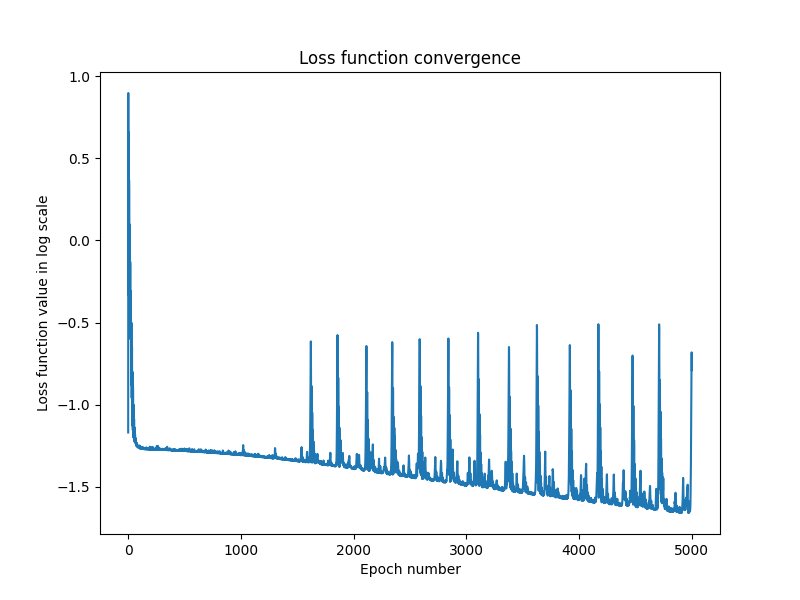 Loss function convergence
1.0
0.5
0.0
−0.5
−1.0
−1.5
Loss function value in log scale
0 1000 2000 3000 4000 5000
Epoch number